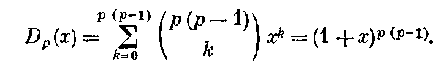 D_p(x) = \sum_{k=0}^{p (p-1)} \binom{p (p-1)}{k} x^k = (1 + x)^{p (p-1)}.